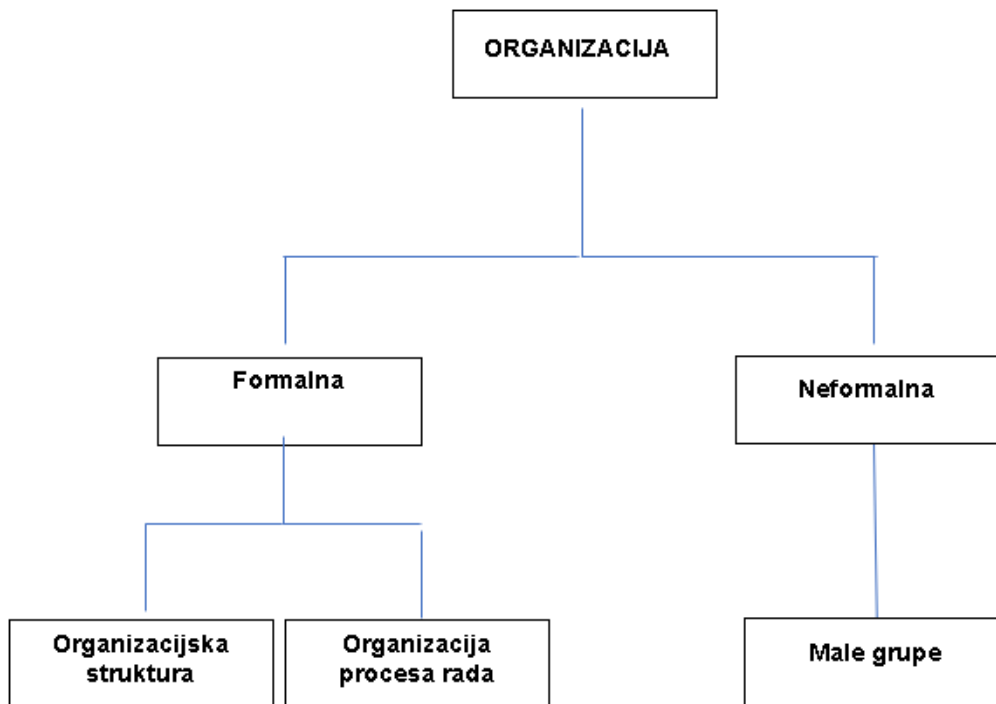 ORGANIZACIJA
Formalna
Neformalna
Organizacijska
struktura
Organizacija
procesa rada
Male grupe